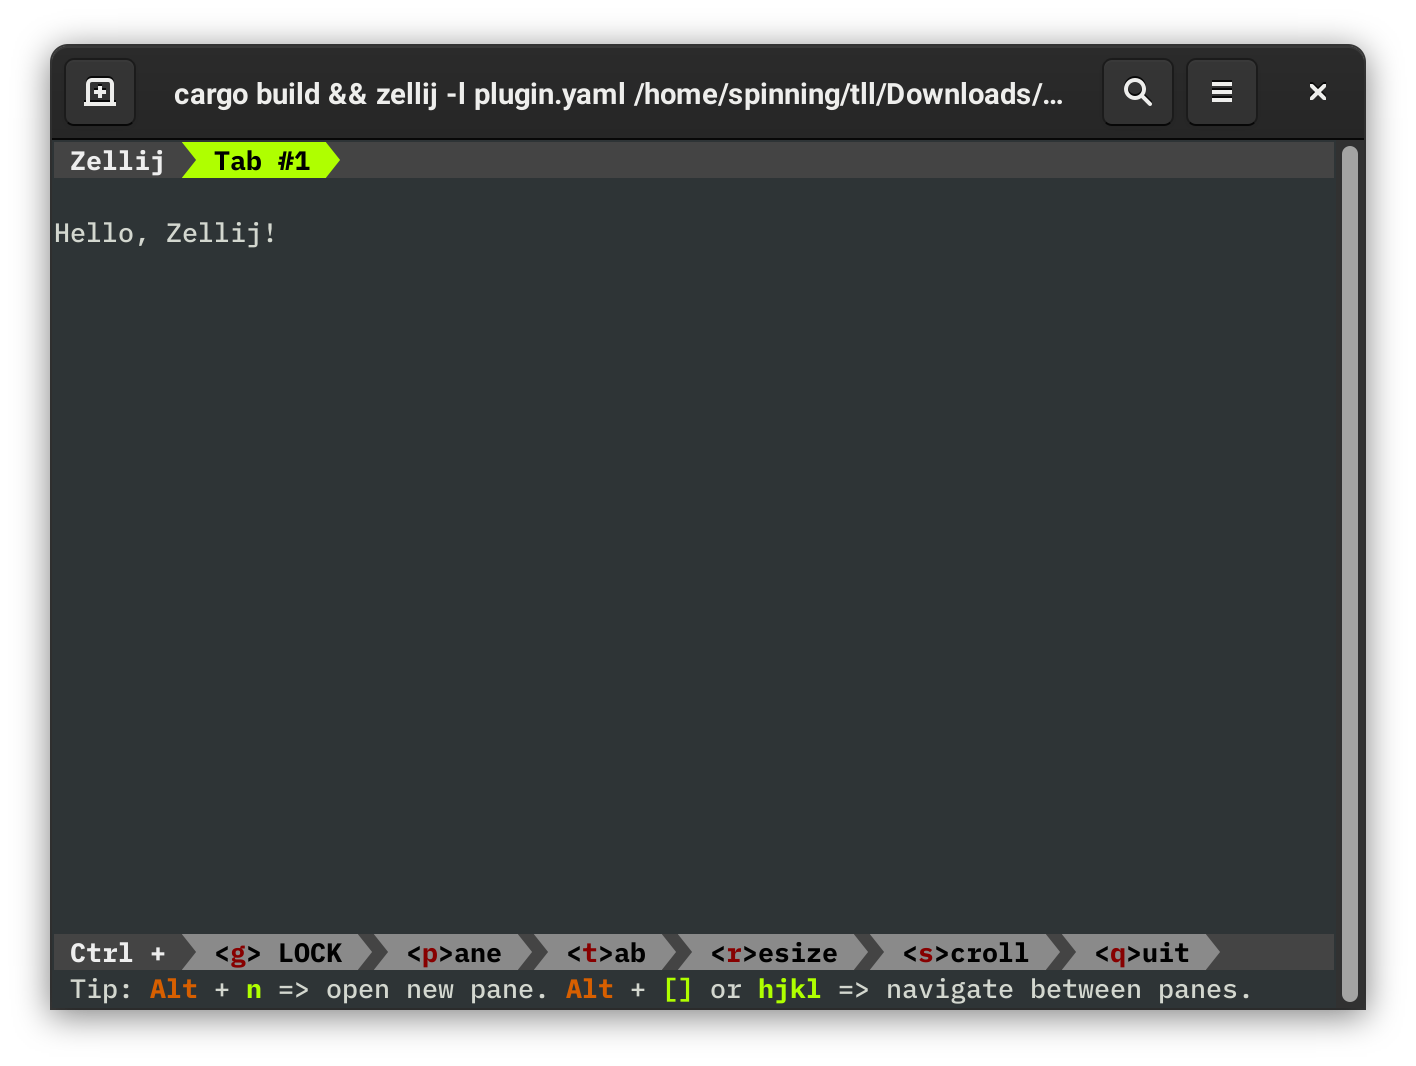 cargo build && zellij -l plugin.yaml /home/spinning/tll/Downloads/…
Zellij Tab #1
Hello, Zellij!
Ctrl + <g> LOCK <p>ane <t>ab <r>esize <s>croll <q>uit
Tip: Alt + n => open new pane. Alt + [] or hjkl => navigate between panes.